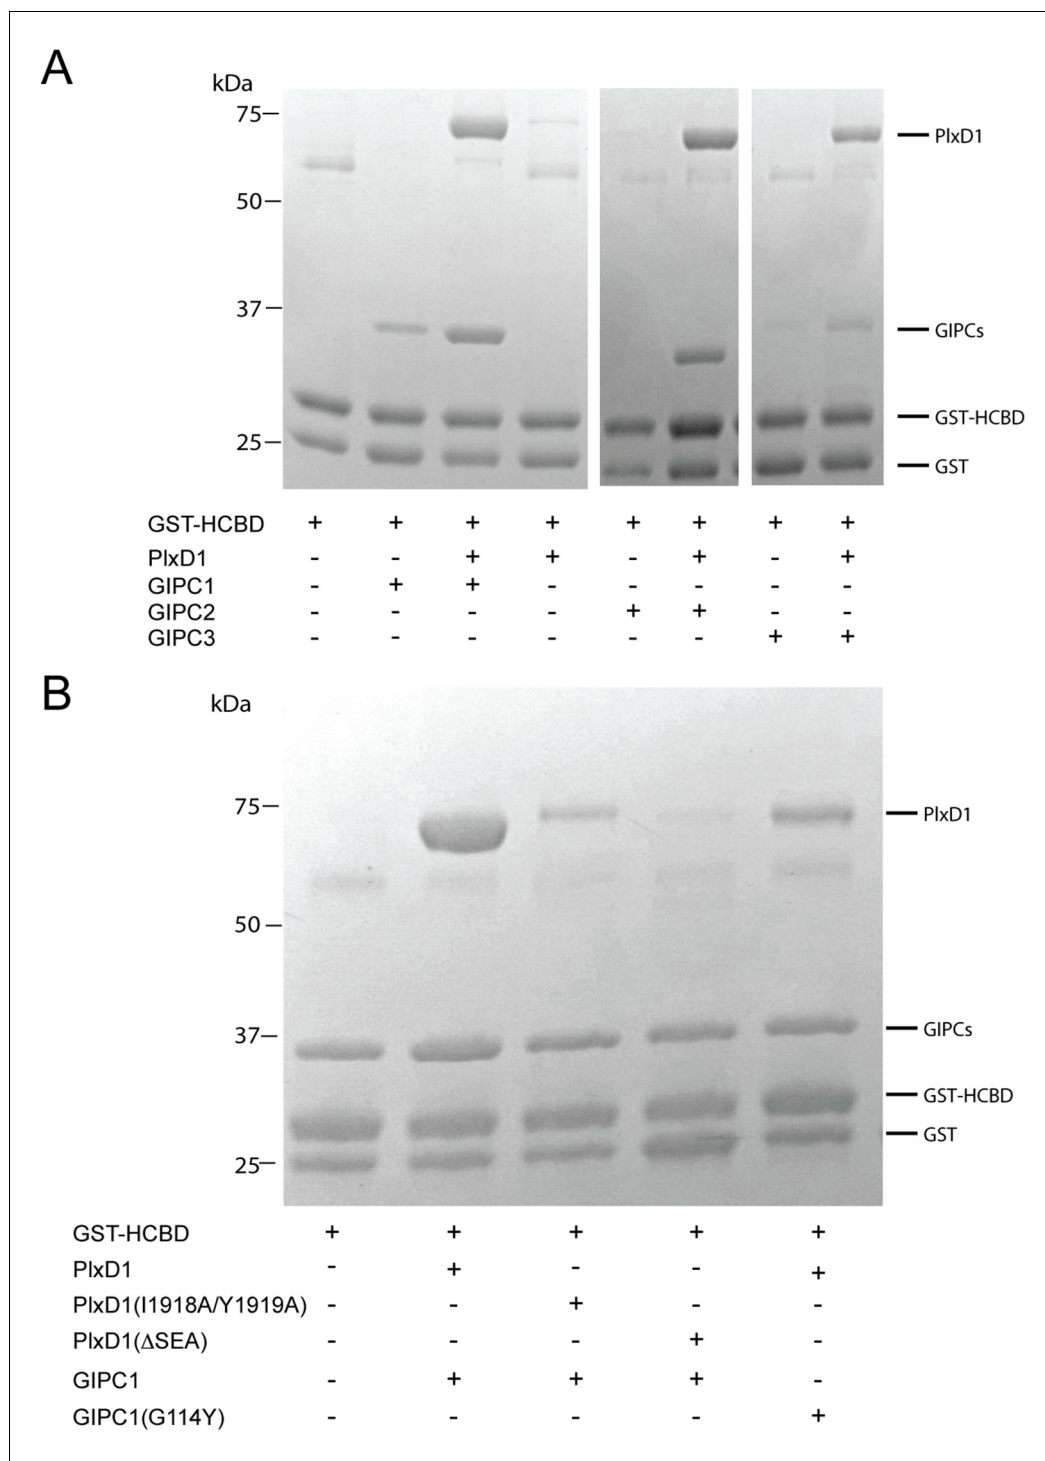 A
kDa
75
50
37
25
PlxD1
GIPCs
GST-HCBD
GST
GST-HCBD + + + + + + + +
PlxD1 - - + + - + - +
GIPC1 - + + - - - - -
GIPC2 - - - - + + - -
GIPC3 - - - - - - + +
B
kDa
75
50
37
25
PlxD1
GIPCs
GST-HCBD
GST
GST-HCBD + + + + +
PlxD1 - + - - +
PlxD1(I1918A/Y1919A) - - + - -
PlxD1(ΔSEA) - - - + -
GIPC1 - + + + -
GIPC1(G114Y) - - - - +